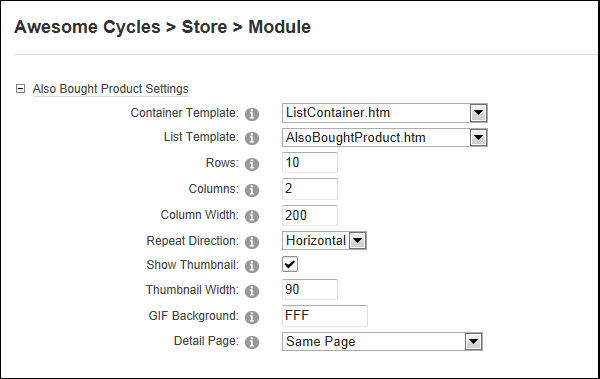 Awesome Cycles > Store > Module
Also Bought Product Settings
Container Template: ListContainer.htm
List Template: AlsoBoughtProduct.htm
Rows: 10
Columns: 2
Column Width: 200
Repeat Direction: Horizontal
Show Thumbnail:
Thumbnail Width: 90
GIF Background: FFF
Detail Page: Same Page